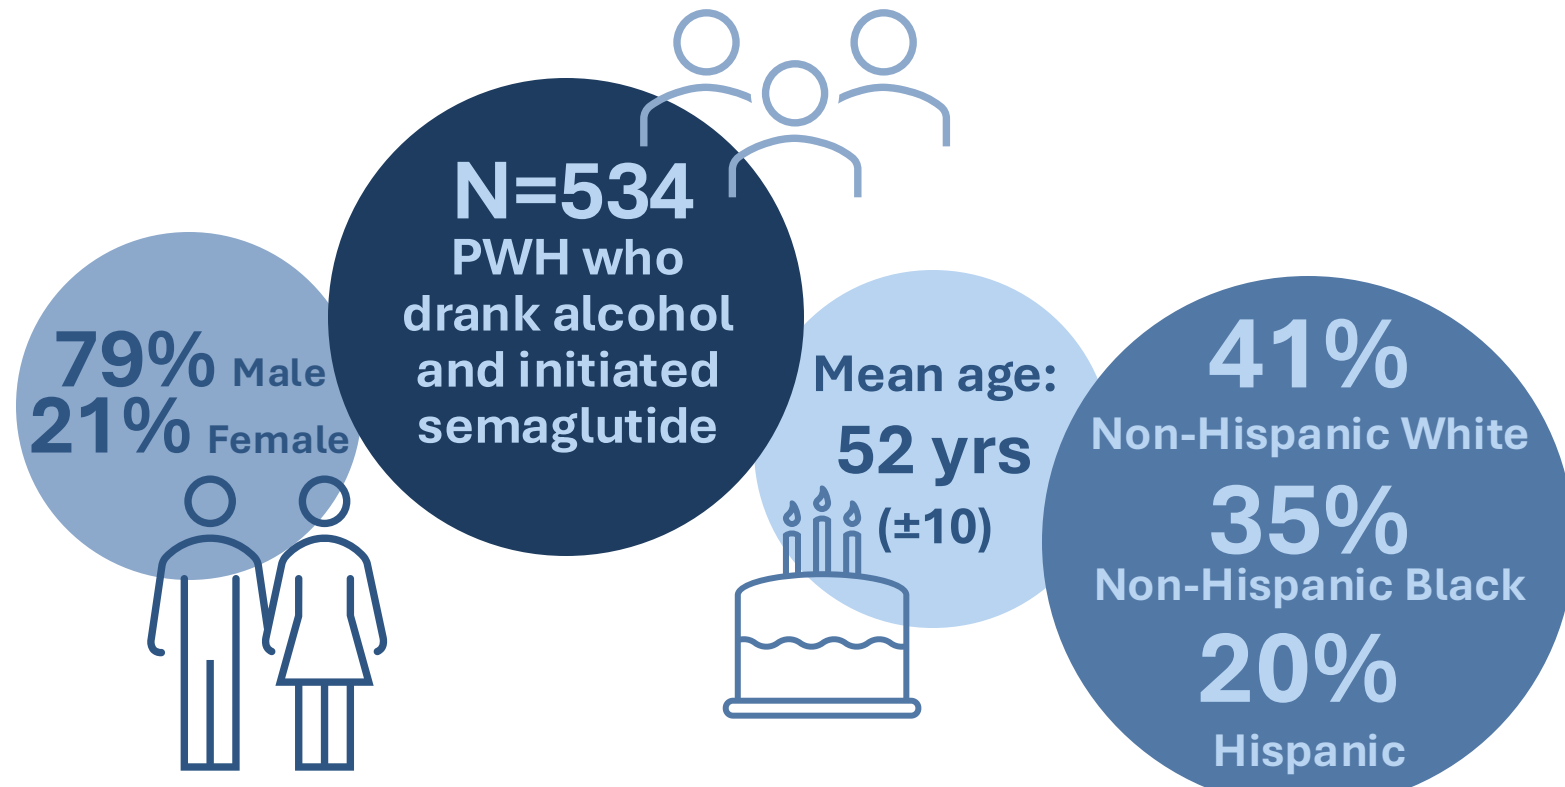 N=534
PWH who
drank alcohol
and initiated
semaglutide
79% Male
21% Female
Mean age:
52 yrs
(±10)
41%
Non-Hispanic White
35%
Non-Hispanic Black
20%
Hispanic